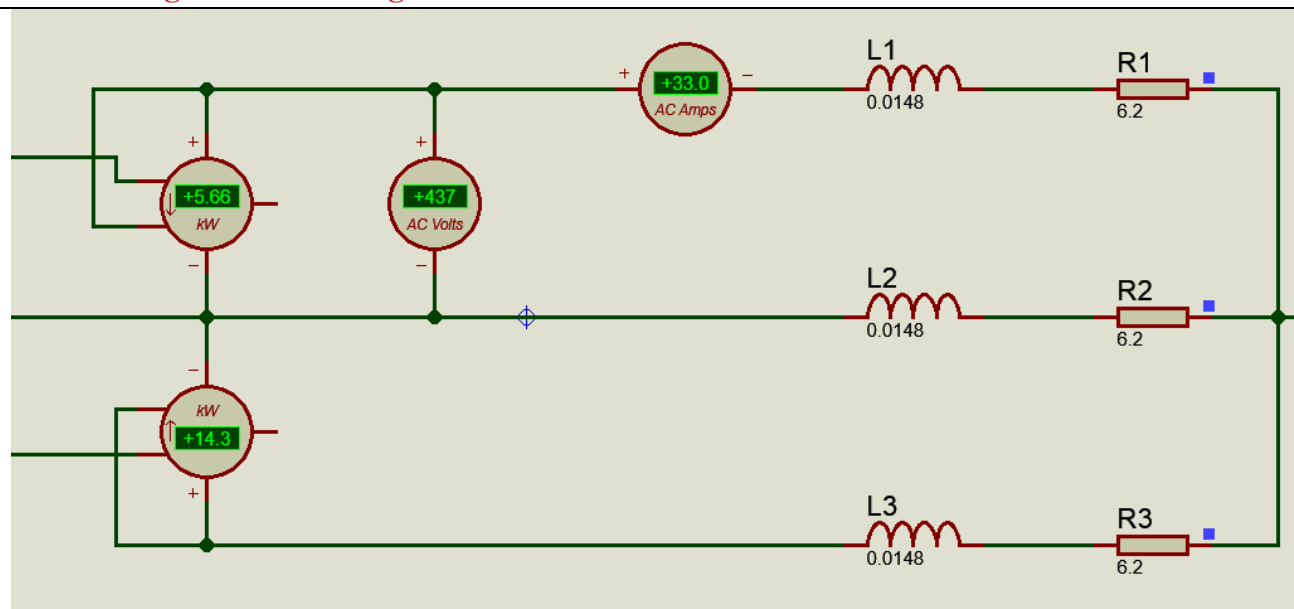 +33.0
AC Amps
L1
0.0148
R1
6.2
+5.66
kW
+437
AC Volts
L2
0.0148
R2
6.2
kW
+14.3
L3
0.0148
R3
6.2